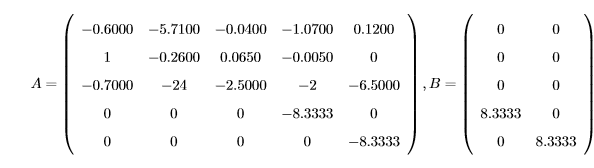 −0.6000 −5.7100 −0.0400 −1.0700 0.1200 0 0
1 −0.2600 0.0650 −0.0050 0 0 0
A = −0.7000 −24 −2.5000 −2 −6.5000 , B = 0 0
0 0 0 −8.3333 0 8.3333 0
0 0 0 0 −8.3333 0 8.3333